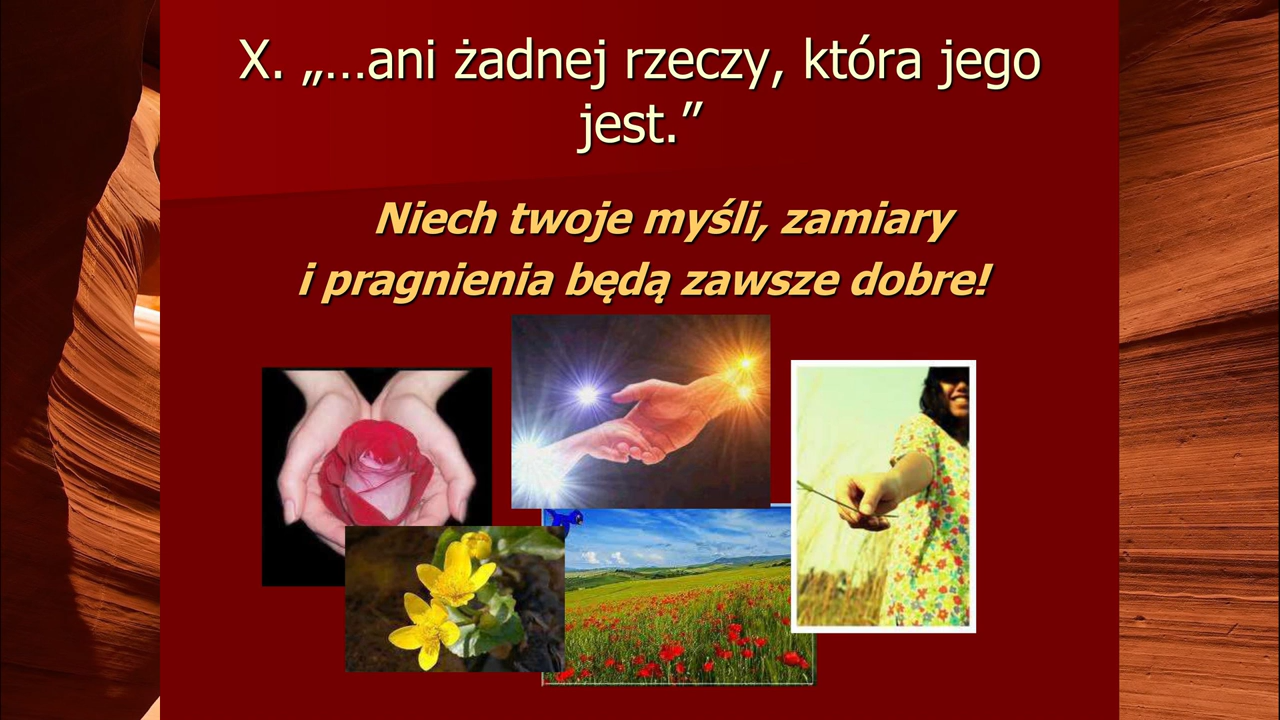 X. „…ani żadnej rzeczy, która jego
jest.”
Niech twoje myśli, zamiary
i pragnienia będą zawsze dobre!